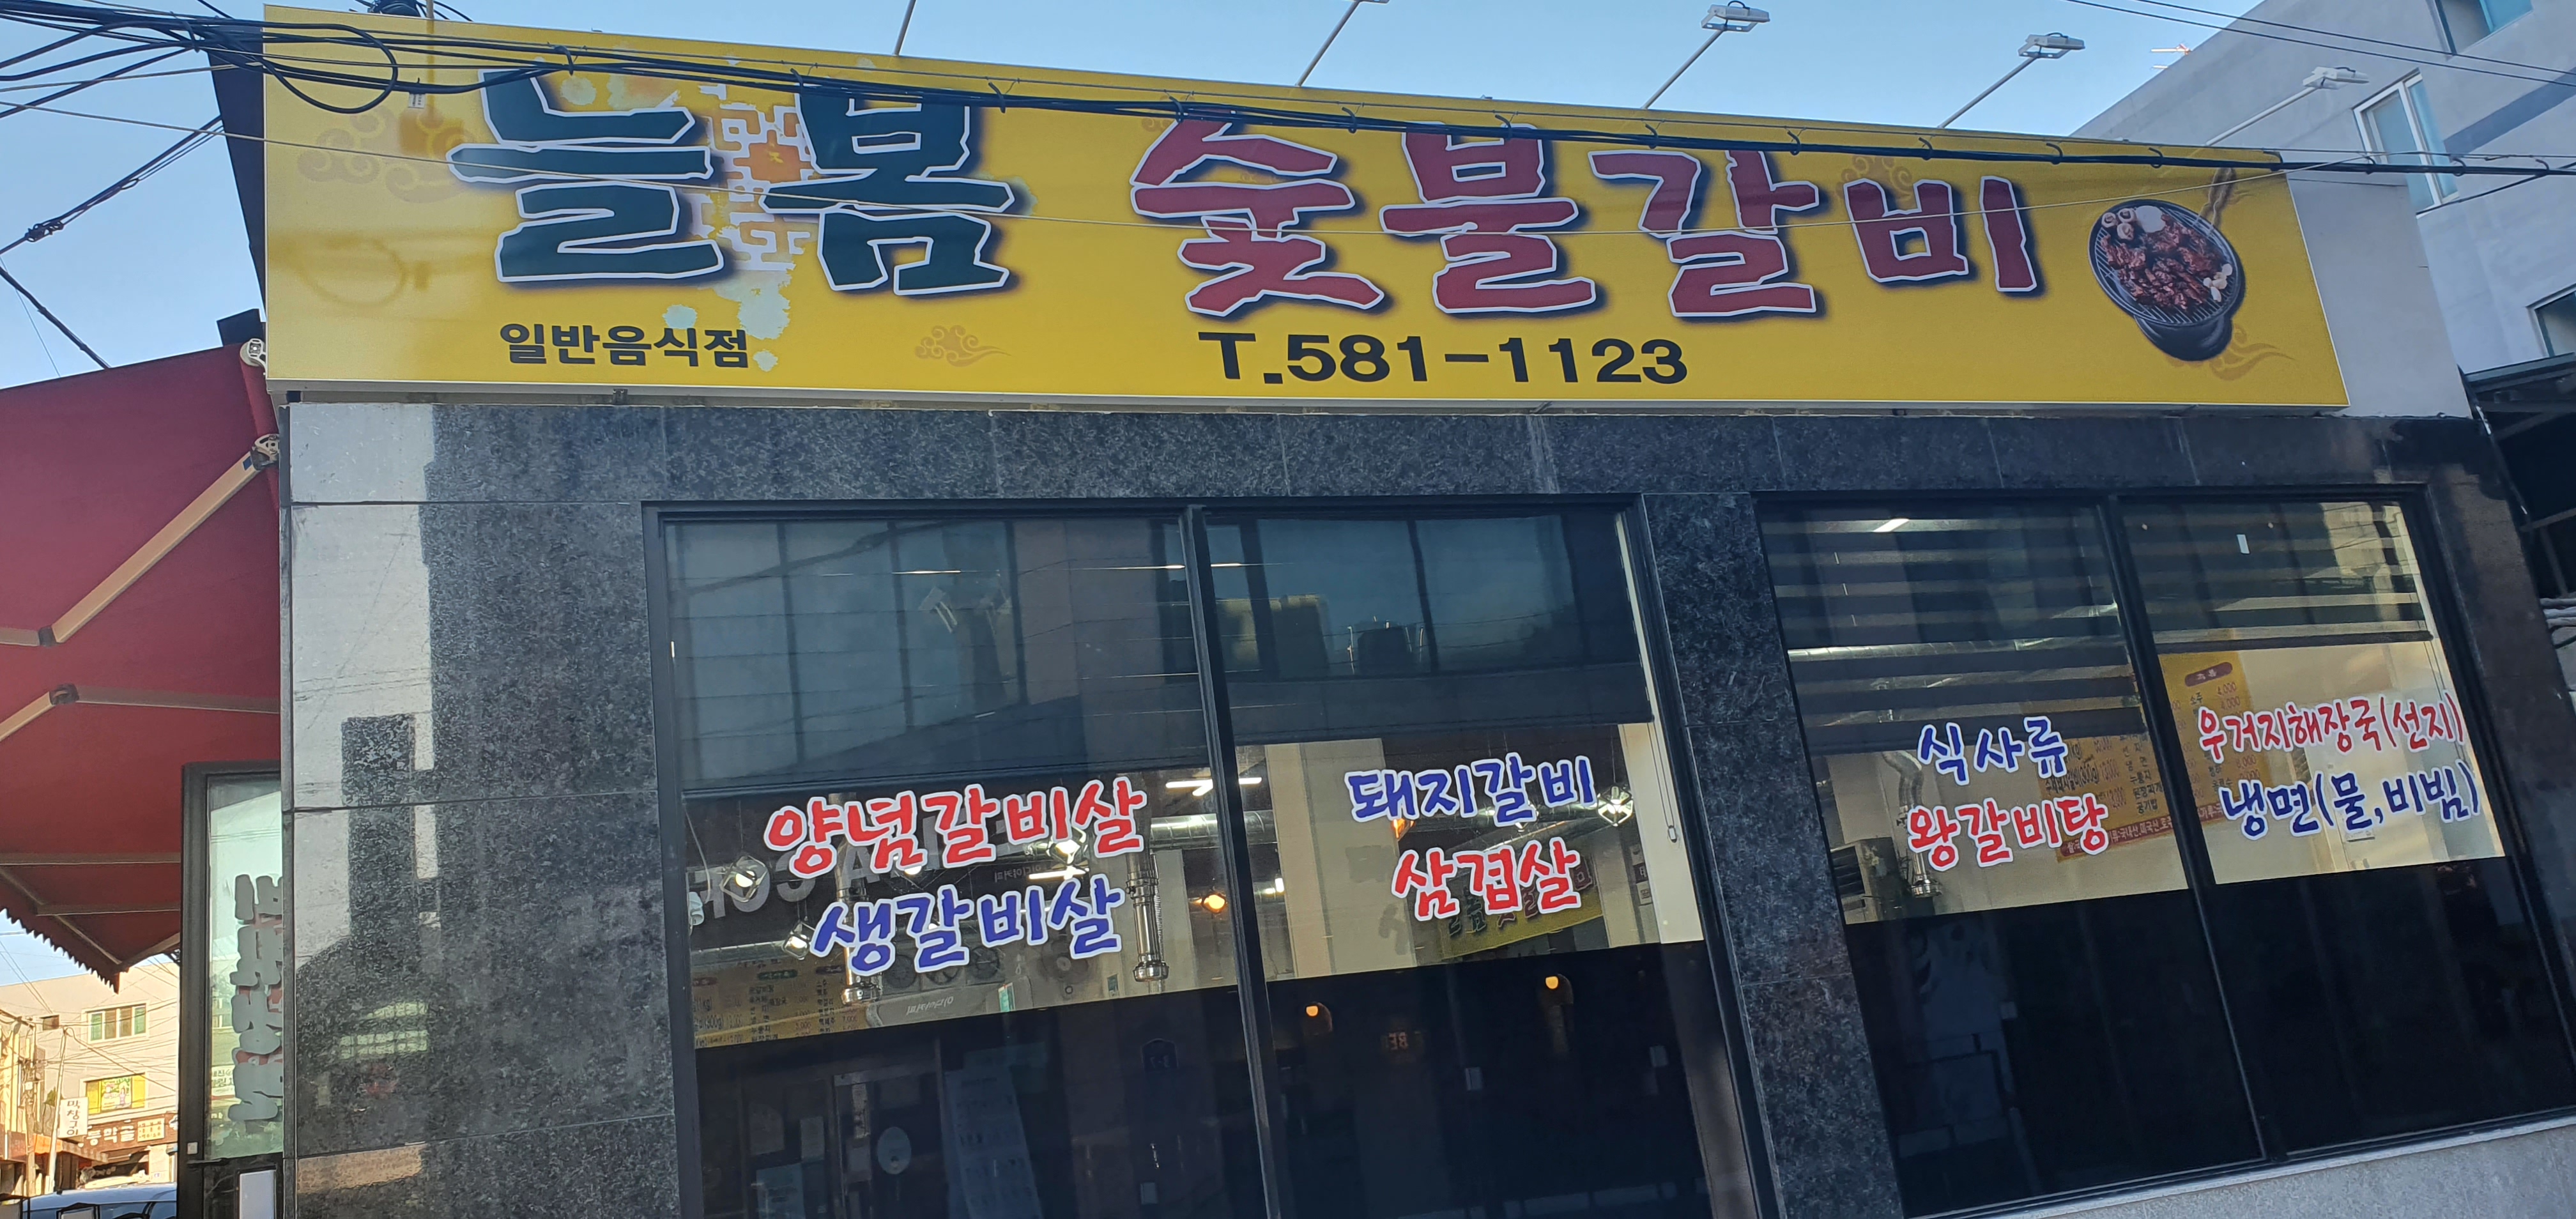 늘봄 숯불갈비
일반음식점
T.581-1123
양념갈비살
생갈비살
돼지갈비
삼겹살
식사류
왕갈비탕
우거지해장국(선지)
냉면(물,비빔)